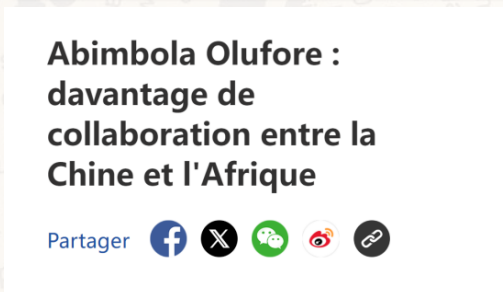 Abimbola Olufore :
davantage de
collaboration entre la
Chine et l'Afrique
Partager